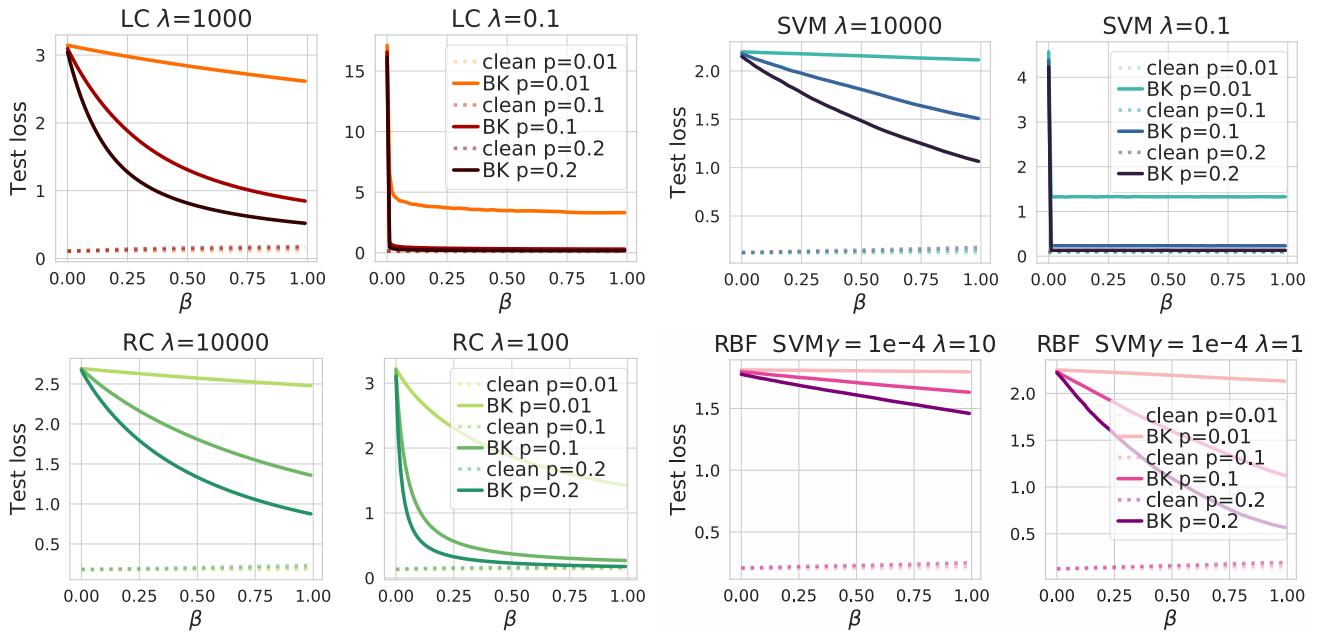 LC λ=1000
LC λ=0.1
SVM λ=10000
SVM λ=0.1
Test loss
3
2
1
0
0.00 0.25 0.50 0.75 1.00
β
15
10
5
0
0.00 0.25 0.50 0.75 1.00
β
clean p=0.01
BK p=0.01
clean p=0.1
BK p=0.1
clean p=0.2
BK p=0.2
Test loss
2.0
1.5
1.0
0.5
0.00 0.25 0.50 0.75 1.00
β
4
3
2
1
0
0.00 0.25 0.50 0.75 1.00
β
clean p=0.01
BK p=0.01
clean p=0.1
BK p=0.1
clean p=0.2
BK p=0.2
RC λ=10000
RC λ=100
RBF SVMγ = 1e-4 λ=10
RBF SVMγ = 1e-4 λ=1
Test loss
2.5
2.0
1.5
1.0
0.5
0.00 0.25 0.50 0.75 1.00
β
3
2
1
0
0.00 0.25 0.50 0.75 1.00
β
clean p=0.01
BK p=0.01
clean p=0.1
BK p=0.1
clean p=0.2
BK p=0.2
Test loss
1.5
1.0
0.5
0.00 0.25 0.50 0.75 1.00
β
2.0
1.5
1.0
0.5
0.00 0.25 0.50 0.75 1.00
β
clean p=0.01
BK p=0.01
clean p=0.1
BK p=0.1
clean p=0.2
BK p=0.2